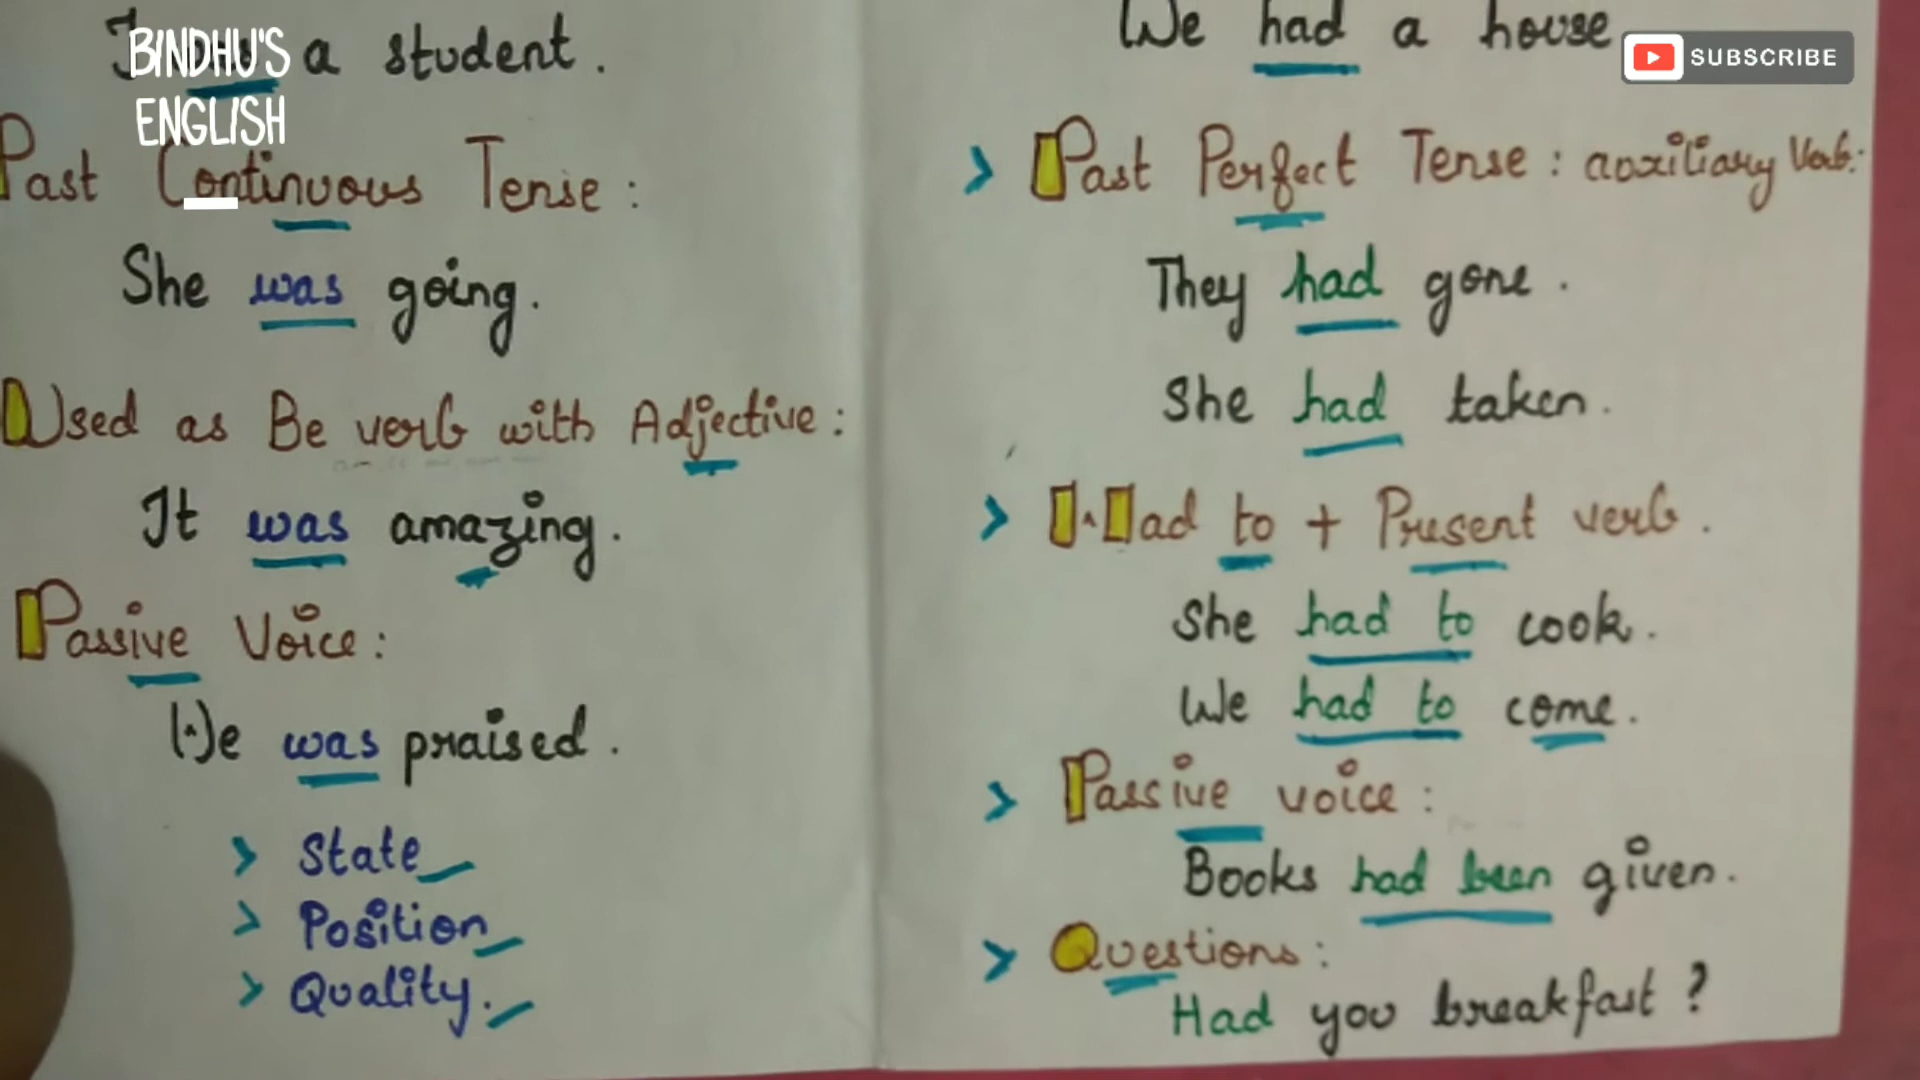 I was a student.
BINDHU'S
ENGLISH
Past Continuous Tense:
She was going.
Used as Be verb with Adjective:
It was amazing.
Passive Voice:
He was praised.
> State
> Position
> Quality.
We had a house
SUBSCRIBE
> Past Perfect Tense: auxiliary Verb:
They had gone.
She had taken.
> Had to + Present verb.
She had to cook.
We had to come.
> Passive voice:
Books had been given.
> Questions:
Had you breakfast?